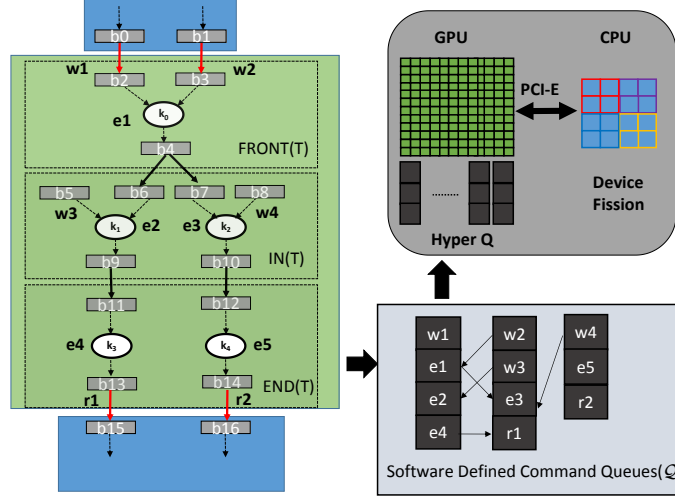 b0 b1
w1 w2
b2 b3
k0
e1
b4
FRONT(T)
b5 b6 b7 b8
w3 e2 e3 w4
k1 k2
b9 b10
IN(T)
b11 b12
e4 e5
k3 k4
b13 b14
r1 r2
END(T)
b15 b16
GPU CPU
PCI-E
.........
Device
Fission
Hyper Q
w1 w2 w4
e1 w3 e5
e2 e3 r2
e4 r1
Software Defined Command Queues(Q